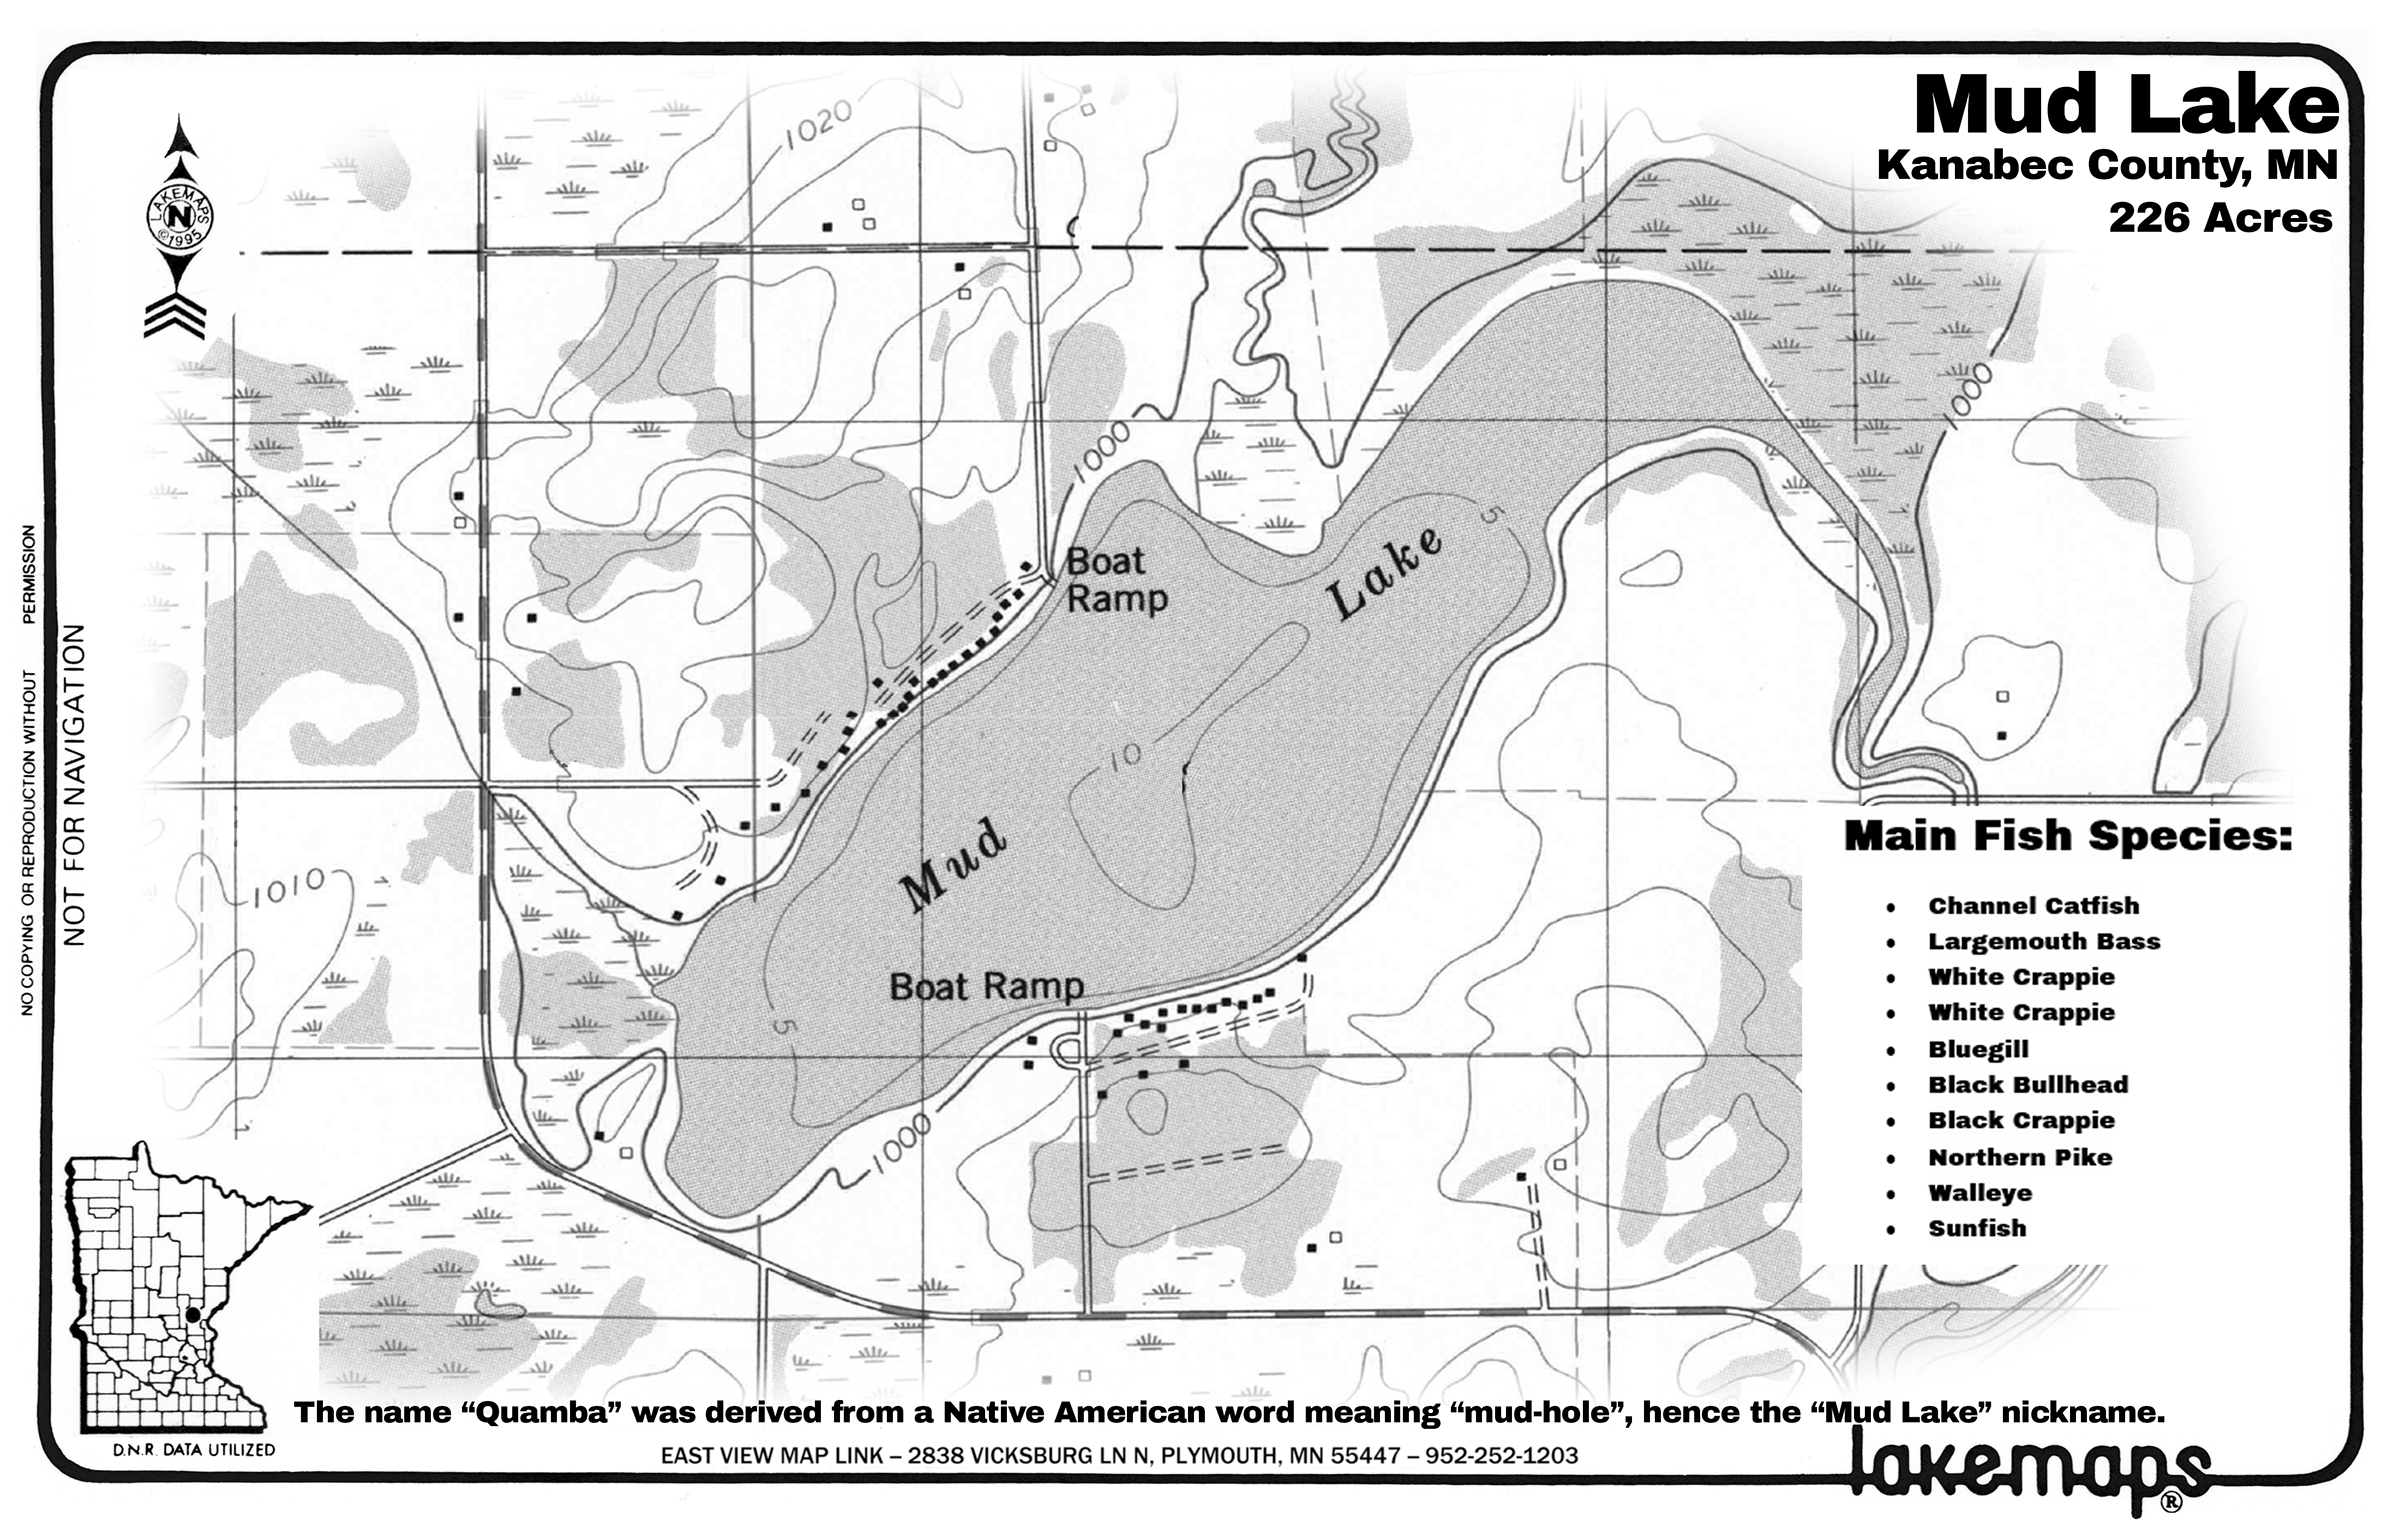 Mud Lake
Kanabec County, MN
226 Acres
LAKEMAPS
N
©1995
1020
1000
1000
5
Boat
Ramp
Lake
10
Mud
Boat Ramp
5
1010
1000
NO COPYING OR REPRODUCTION WITHOUT PERMISSION
NOT FOR NAVIGATION
Main Fish Species:
• Channel Catfish
• Largemouth Bass
• White Crappie
• White Crappie
• Bluegill
• Black Bullhead
• Black Crappie
• Northern Pike
• Walleye
• Sunfish
The name “Quamba” was derived from a Native American word meaning “mud-hole”, hence the “Mud Lake” nickname.
D.N.R. DATA UTILIZED
EAST VIEW MAP LINK – 2838 VICKSBURG LN N, PLYMOUTH, MN 55447 – 952-252-1203
lakemaps®